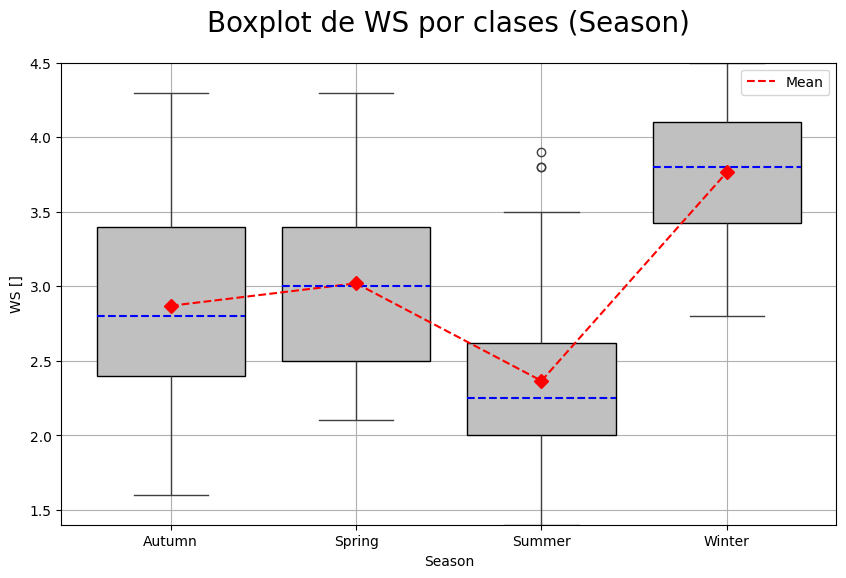 Boxplot de WS por clases (Season)
Mean
4.5
4.0
3.5
3.0
2.5
2.0
1.5
WS []
Autumn Spring Summer Winter
Season